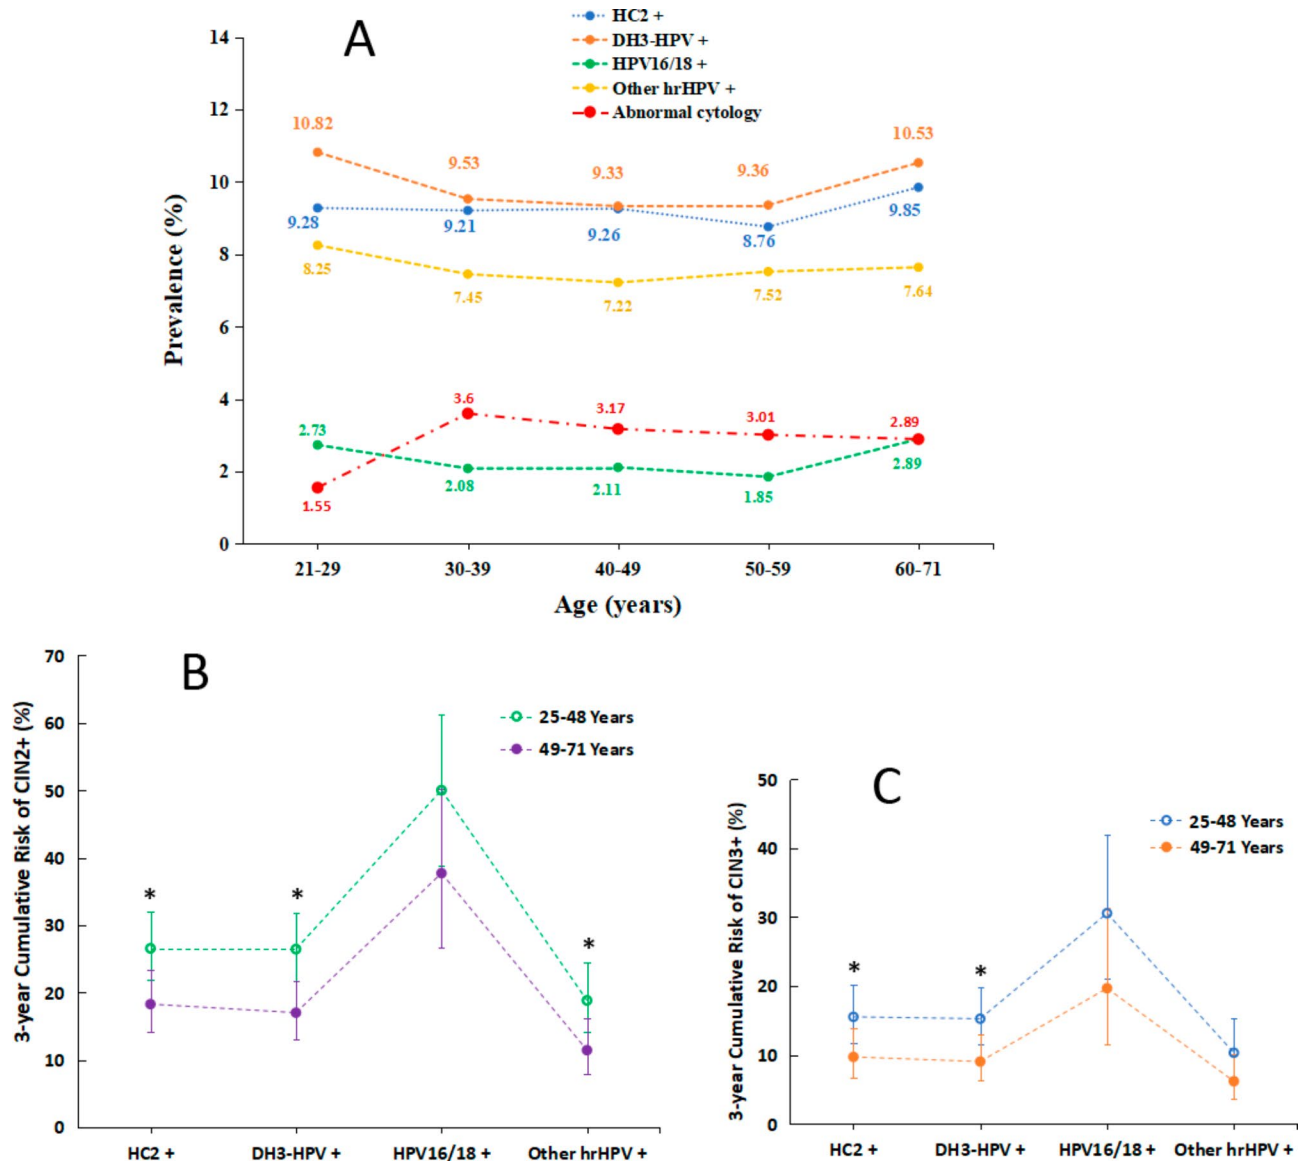 A
HC2 +
DH3-HPV +
HPV16/18 +
Other hrHPV +
Abnormal cytology
Prevalence (%)
14
12
10
8
6
4
2
0
10.82
9.53
9.33
9.36
10.53
9.28
9.21
9.26
8.76
9.85
8.25
7.45
7.22
7.52
7.64
3.6
3.17
3.01
2.89
2.73
2.08
2.11
1.85
2.89
1.55
21-29
30-39
40-49
50-59
60-71
Age (years)
B
3-year Cumulative Risk of CIN2+ (%)
70
60
50
40
30
20
10
0
25-48 Years
49-71 Years
*
*
*
HC2 +
DH3-HPV +
HPV16/18 +
Other hrHPV +
C
3-year Cumulative Risk of CIN3+ (%)
50
40
30
20
10
0
25-48 Years
49-71 Years
*
*
HC2 +
DH3-HPV +
HPV16/18 +
Other hrHPV +